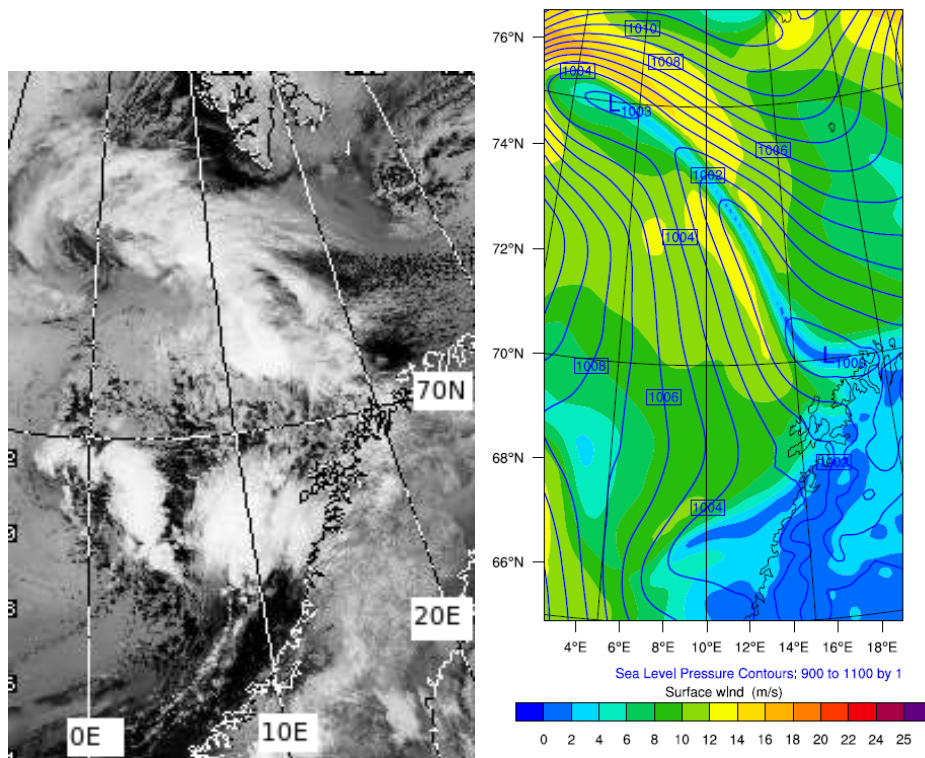 70N
20E
0E
10E
76°N
74°N
72°N
70°N
68°N
66°N
1010
1008
1004
L 1003
1006
1002
1004
L 1000
1008
1006
1002
1004
4°E 6°E 8°E 10°E 12°E 14°E 16°E 18°E
Sea Level Pressure Contours: 900 to 1100 by 1
Surface wind (m/s)
0 2 4 6 8 10 12 14 16 18 20 22 24 25